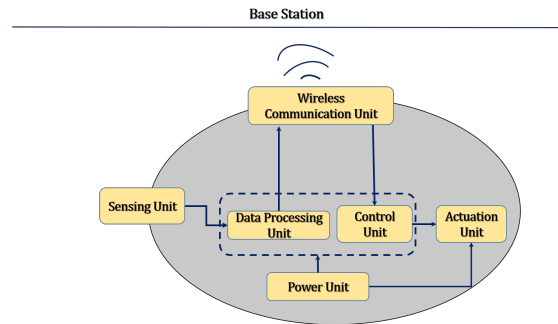 Base Station
Wireless
Communication Unit
Sensing Unit
Data Processing
Unit
Control
Unit
Actuation
Unit
Power Unit